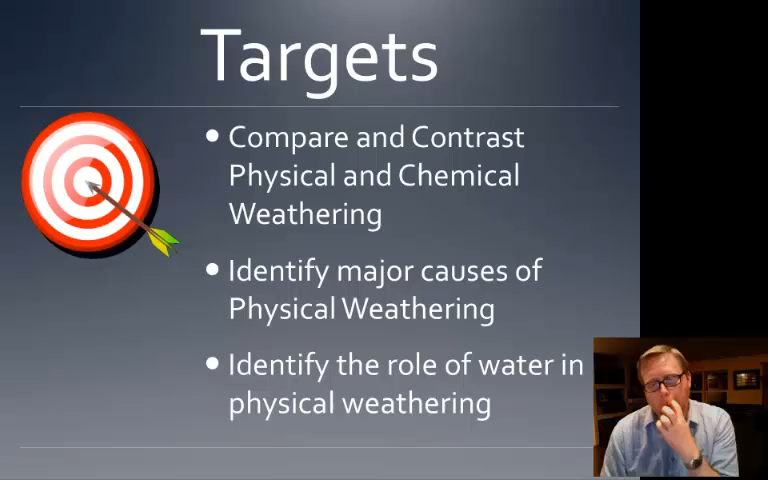 Targets
• Compare and Contrast
Physical and Chemical
Weathering
• Identify major causes of
Physical Weathering
• Identify the role of water in
physical weathering